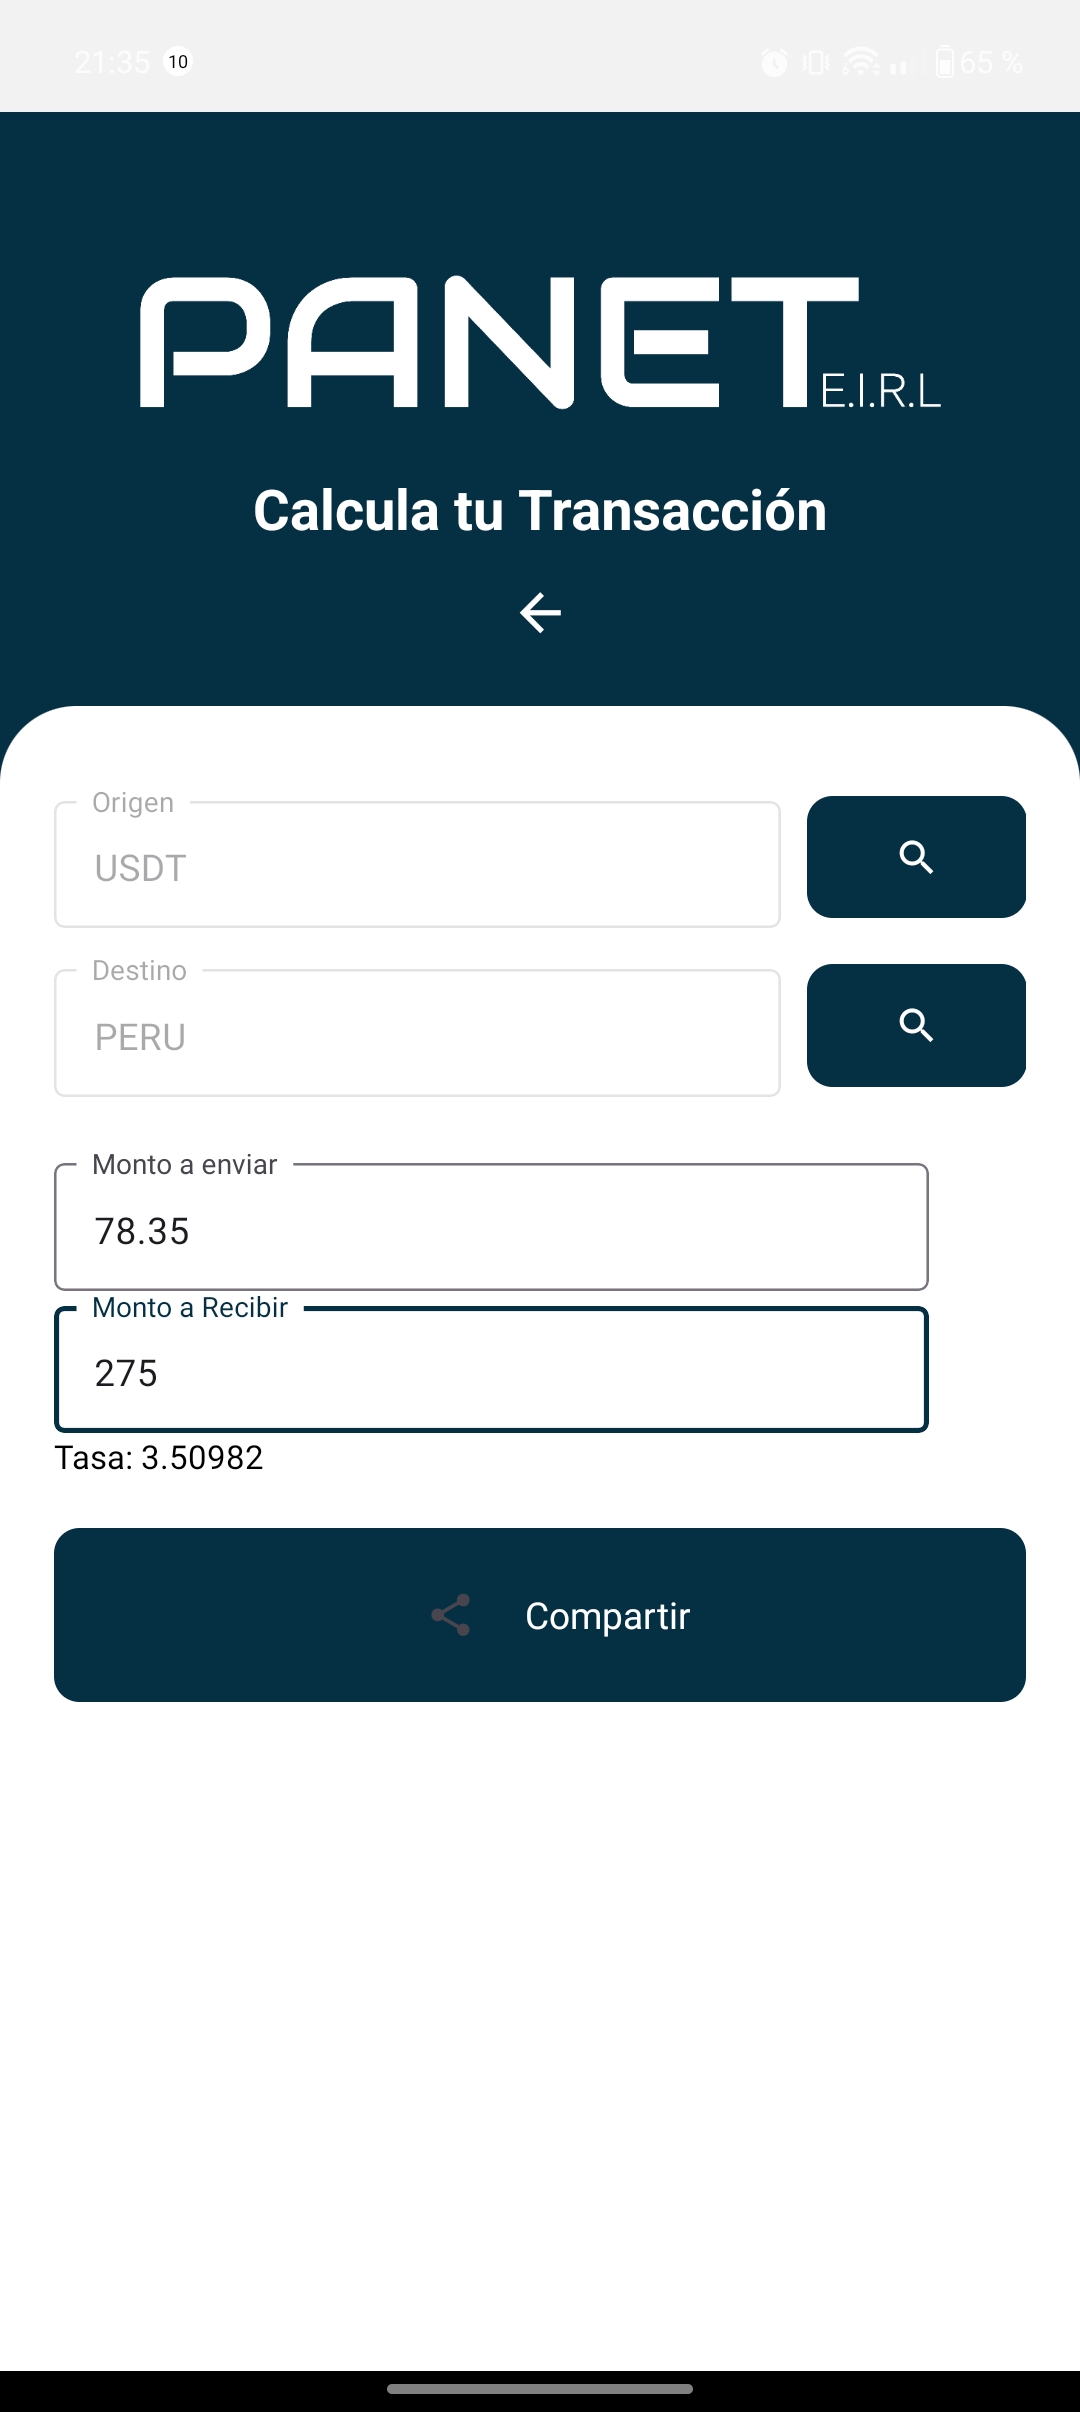 21:35 10 65 %
PANET E.I.R.L
Calcula tu Transacción
Origen
USDT
Destino
PERU
Monto a enviar
78.35
Monto a Recibir
275
Tasa: 3.50982
Compartir